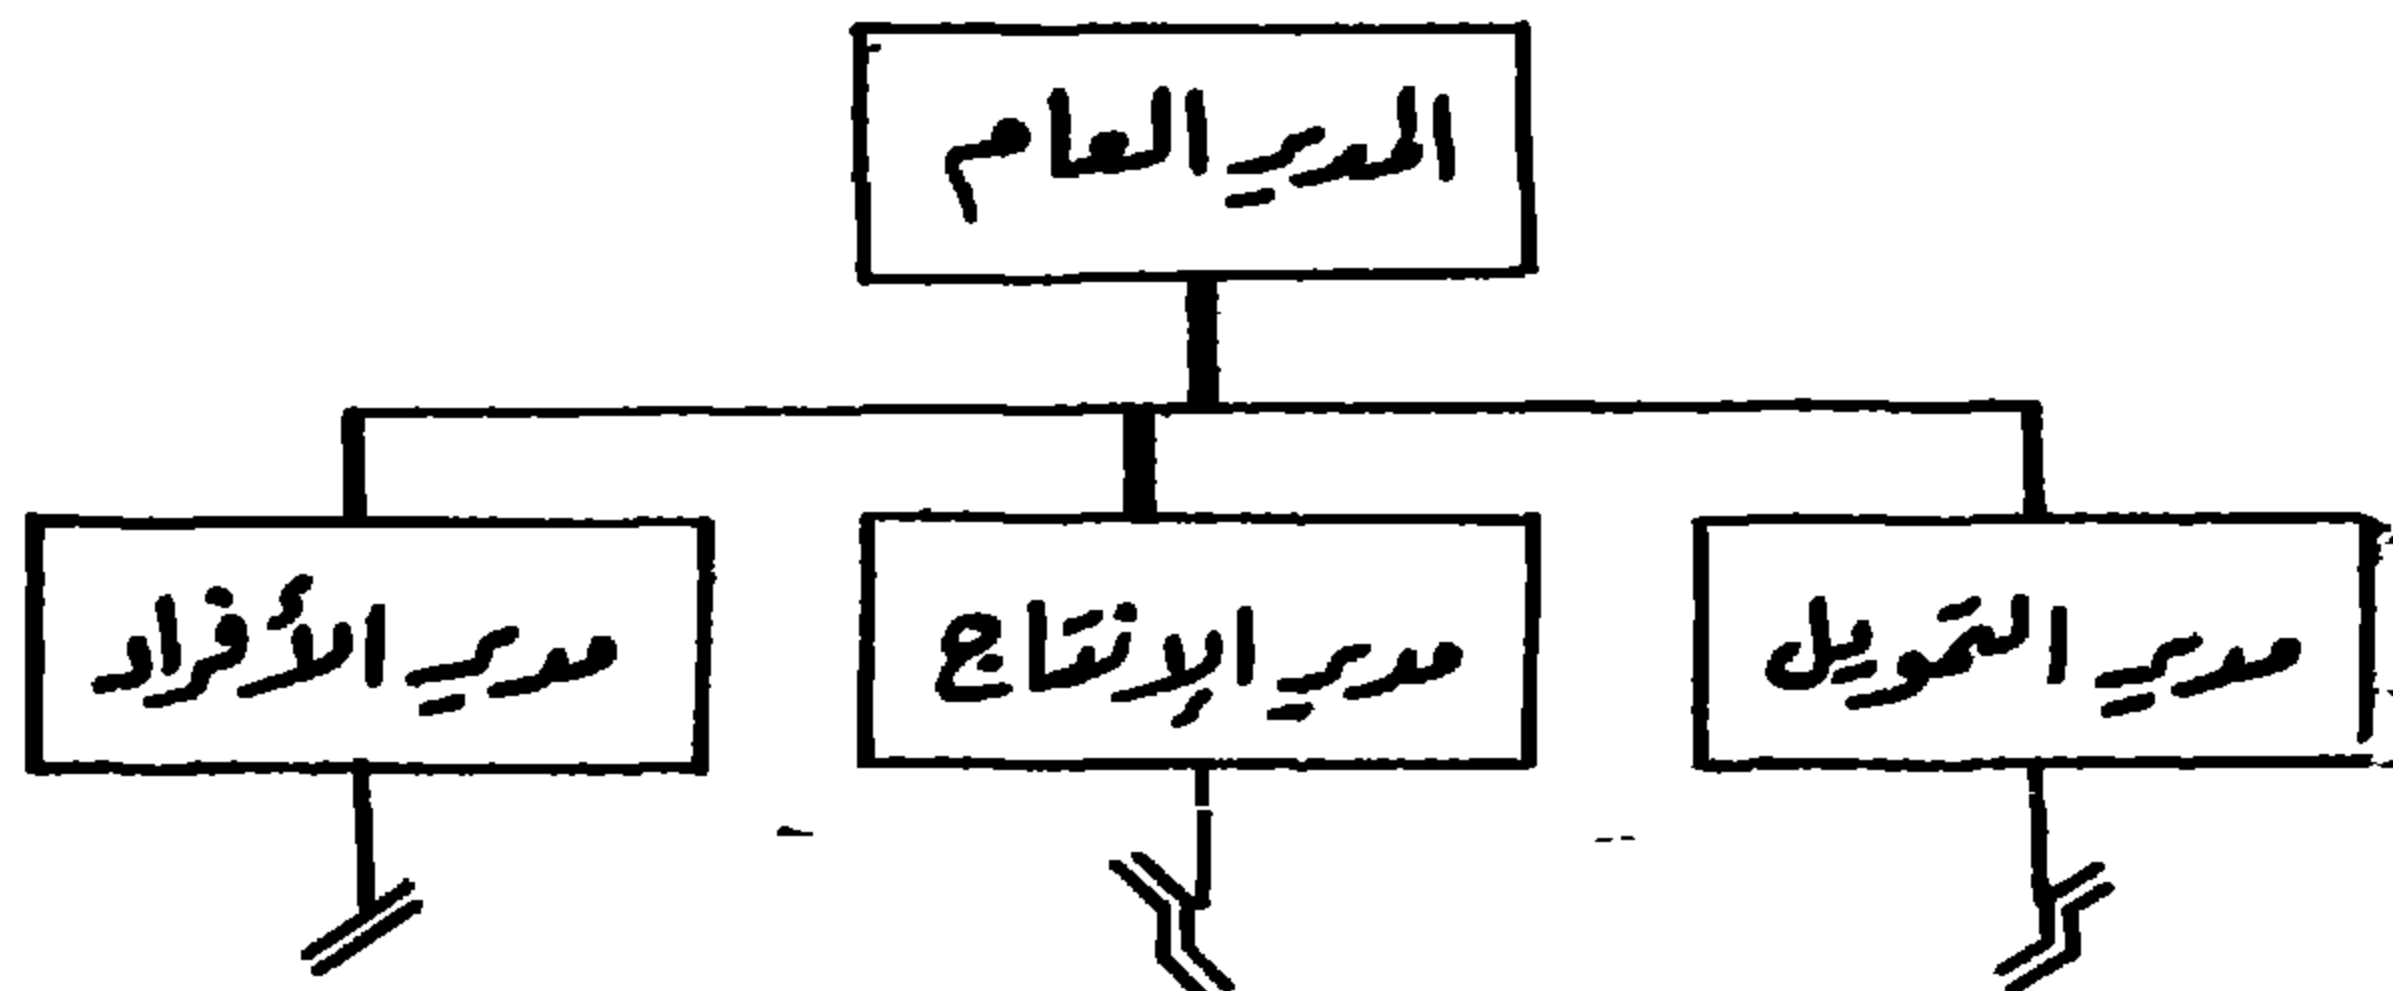 المدير العام
مدير التمويل
مدير الإنتاج
مدير الأفراد